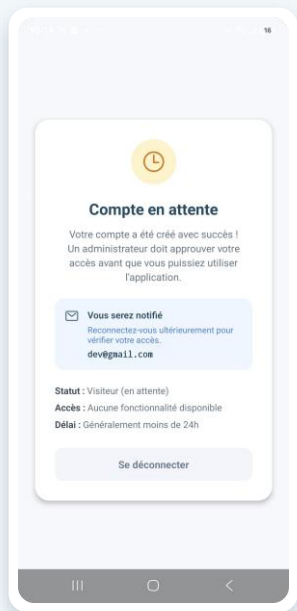 16
Compte en attente
Votre compte a été créé avec succès !
Un administrateur doit approuver votre
accès avant que vous puissiez utiliser
l'application.
Vous serez notifié
Reconnectez-vous ultérieurement pour
vérifier votre accès.
dev@gmail.com
Statut : Visiteur (en attente)
Accès : Aucune fonctionnalité disponible
Délai : Généralement moins de 24h
Se déconnecter